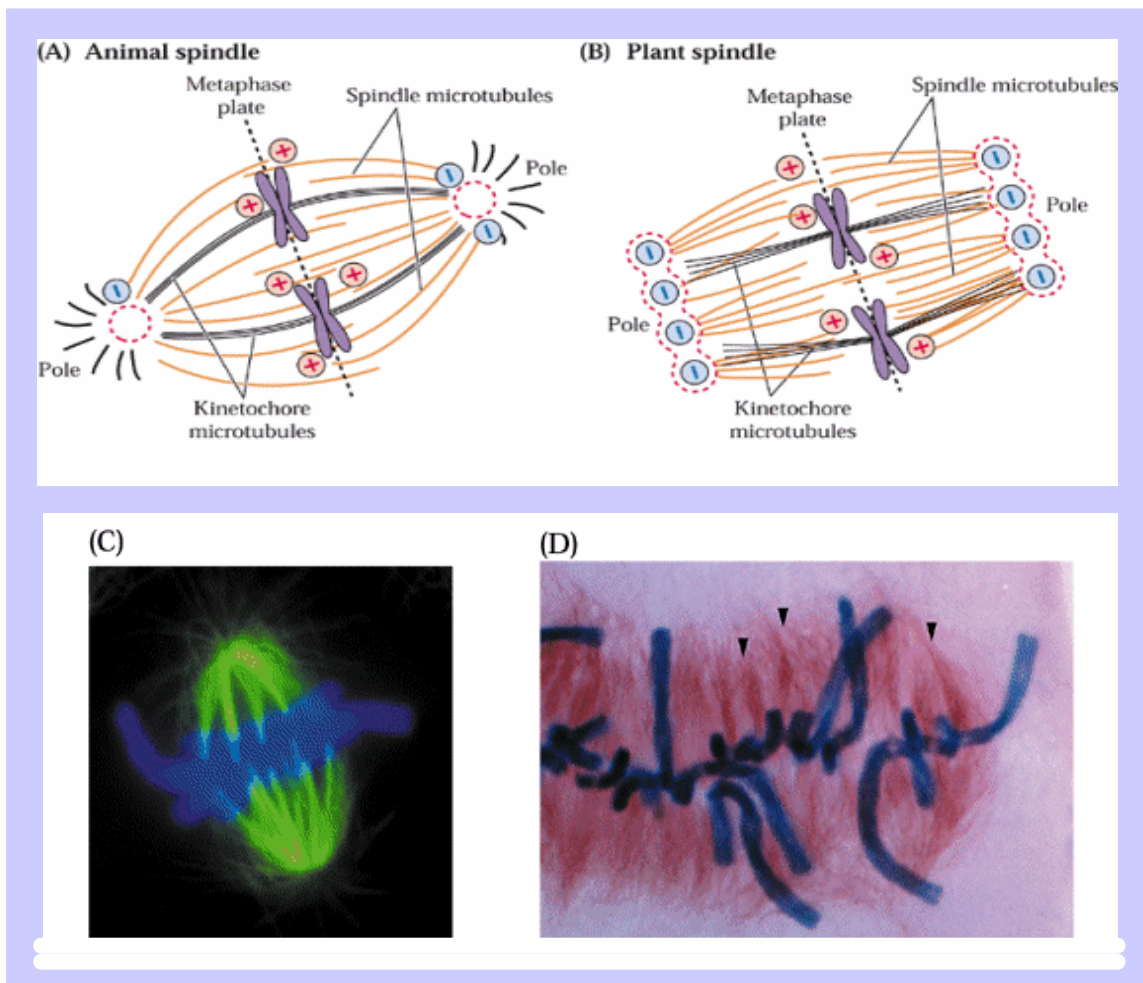 (A) Animal spindle
Metaphase
plate
Spindle microtubules
+
+
+
+
+
−
−
−
Pole
Pole
Kinetochore
microtubules
(B) Plant spindle
Metaphase
plate
Spindle microtubules
+
+
+
+
+
−
−
−
−
−
−
−
−
Pole
Pole
Kinetochore
microtubules
(C)
(D)